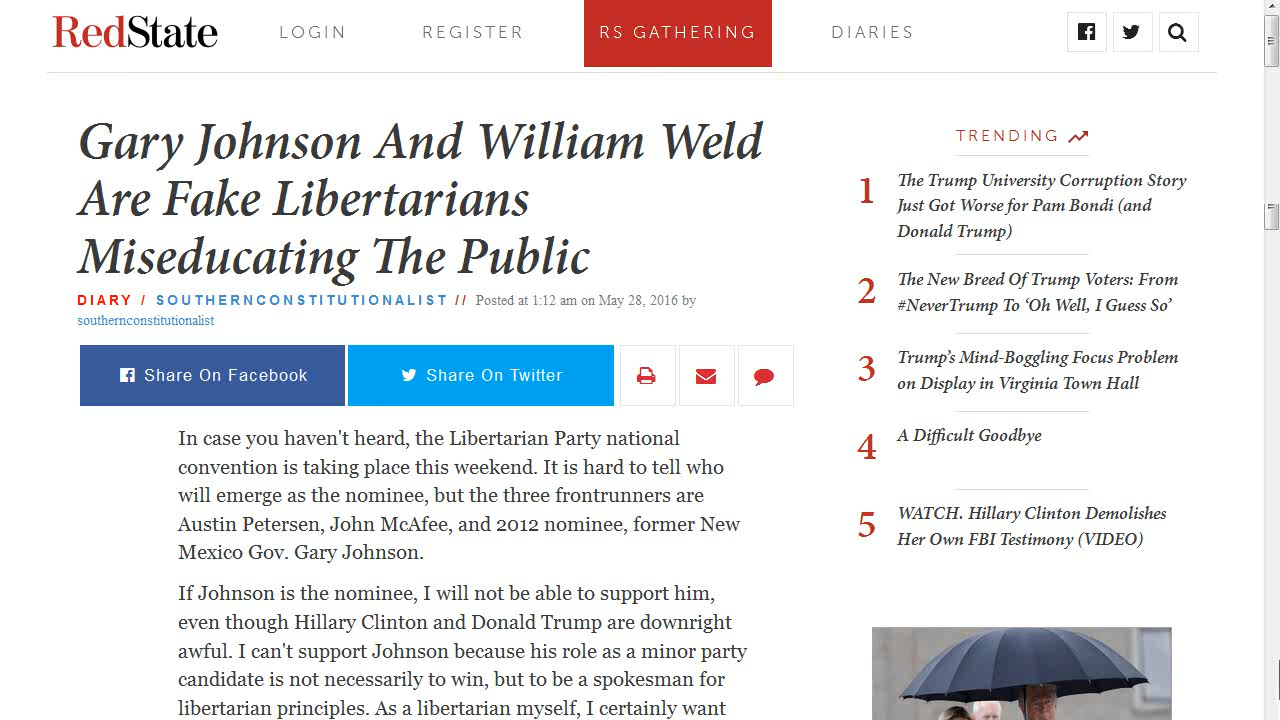 RedState
LOGIN
REGISTER
RS GATHERING
DIARIES
Gary Johnson And William Weld
Are Fake Libertarians
Miseducating The Public
DIARY / SOUTHERNCONSTITUTIONALIST // Posted at 1:12 am on May 28, 2016 by
southernconstitutionalist
Share On Facebook
Share On Twitter
In case you haven't heard, the Libertarian Party national
convention is taking place this weekend. It is hard to tell who
will emerge as the nominee, but the three frontrunners are
Austin Petersen, John McAfee, and 2012 nominee, former New
Mexico Gov. Gary Johnson.
If Johnson is the nominee, I will not be able to support him,
even though Hillary Clinton and Donald Trump are downright
awful. I can't support Johnson because his role as a minor party
candidate is not necessarily to win, but to be a spokesman for
libertarian principles. As a libertarian myself, I certainly want
TRENDING
1
The Trump University Corruption Story
Just Got Worse for Pam Bondi (and
Donald Trump)
2
The New Breed Of Trump Voters: From
#NeverTrump To ‘Oh Well, I Guess So’
3
Trump’s Mind-Boggling Focus Problem
on Display in Virginia Town Hall
4
A Difficult Goodbye
5
WATCH. Hillary Clinton Demolishes
Her Own FBI Testimony (VIDEO)